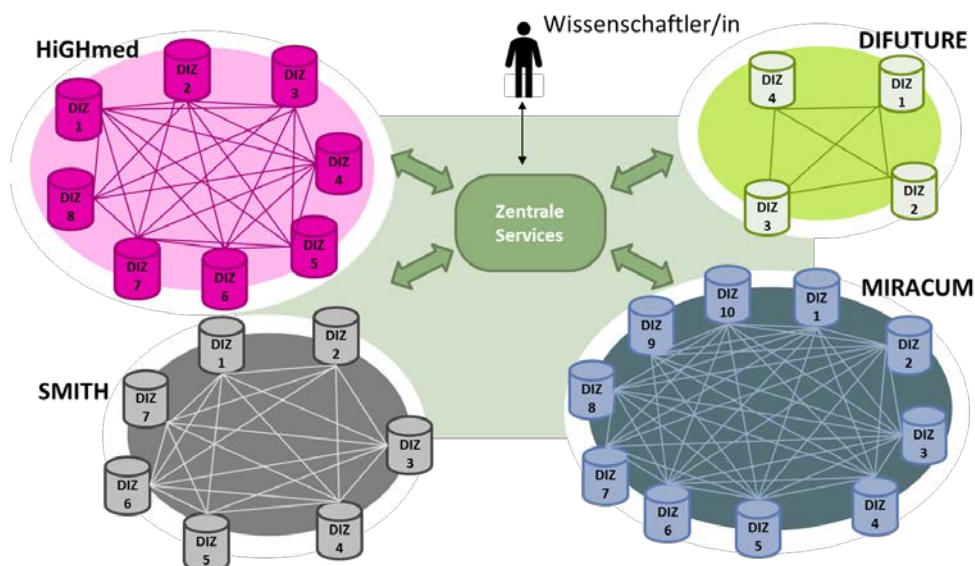 Wissenschaftler/in
HiGHmed
DIZ
1
DIZ
2
DIZ
3
DIZ
4
DIZ
5
DIZ
6
DIZ
7
DIZ
8
DIFUTURE
DIZ
4
DIZ
1
DIZ
3
DIZ
2
Zentrale
Services
SMITH
DIZ
1
DIZ
2
DIZ
3
DIZ
4
DIZ
5
DIZ
6
DIZ
7
MIRACUM
DIZ
10
DIZ
1
DIZ
2
DIZ
3
DIZ
4
DIZ
5
DIZ
6
DIZ
7
DIZ
8
DIZ
9